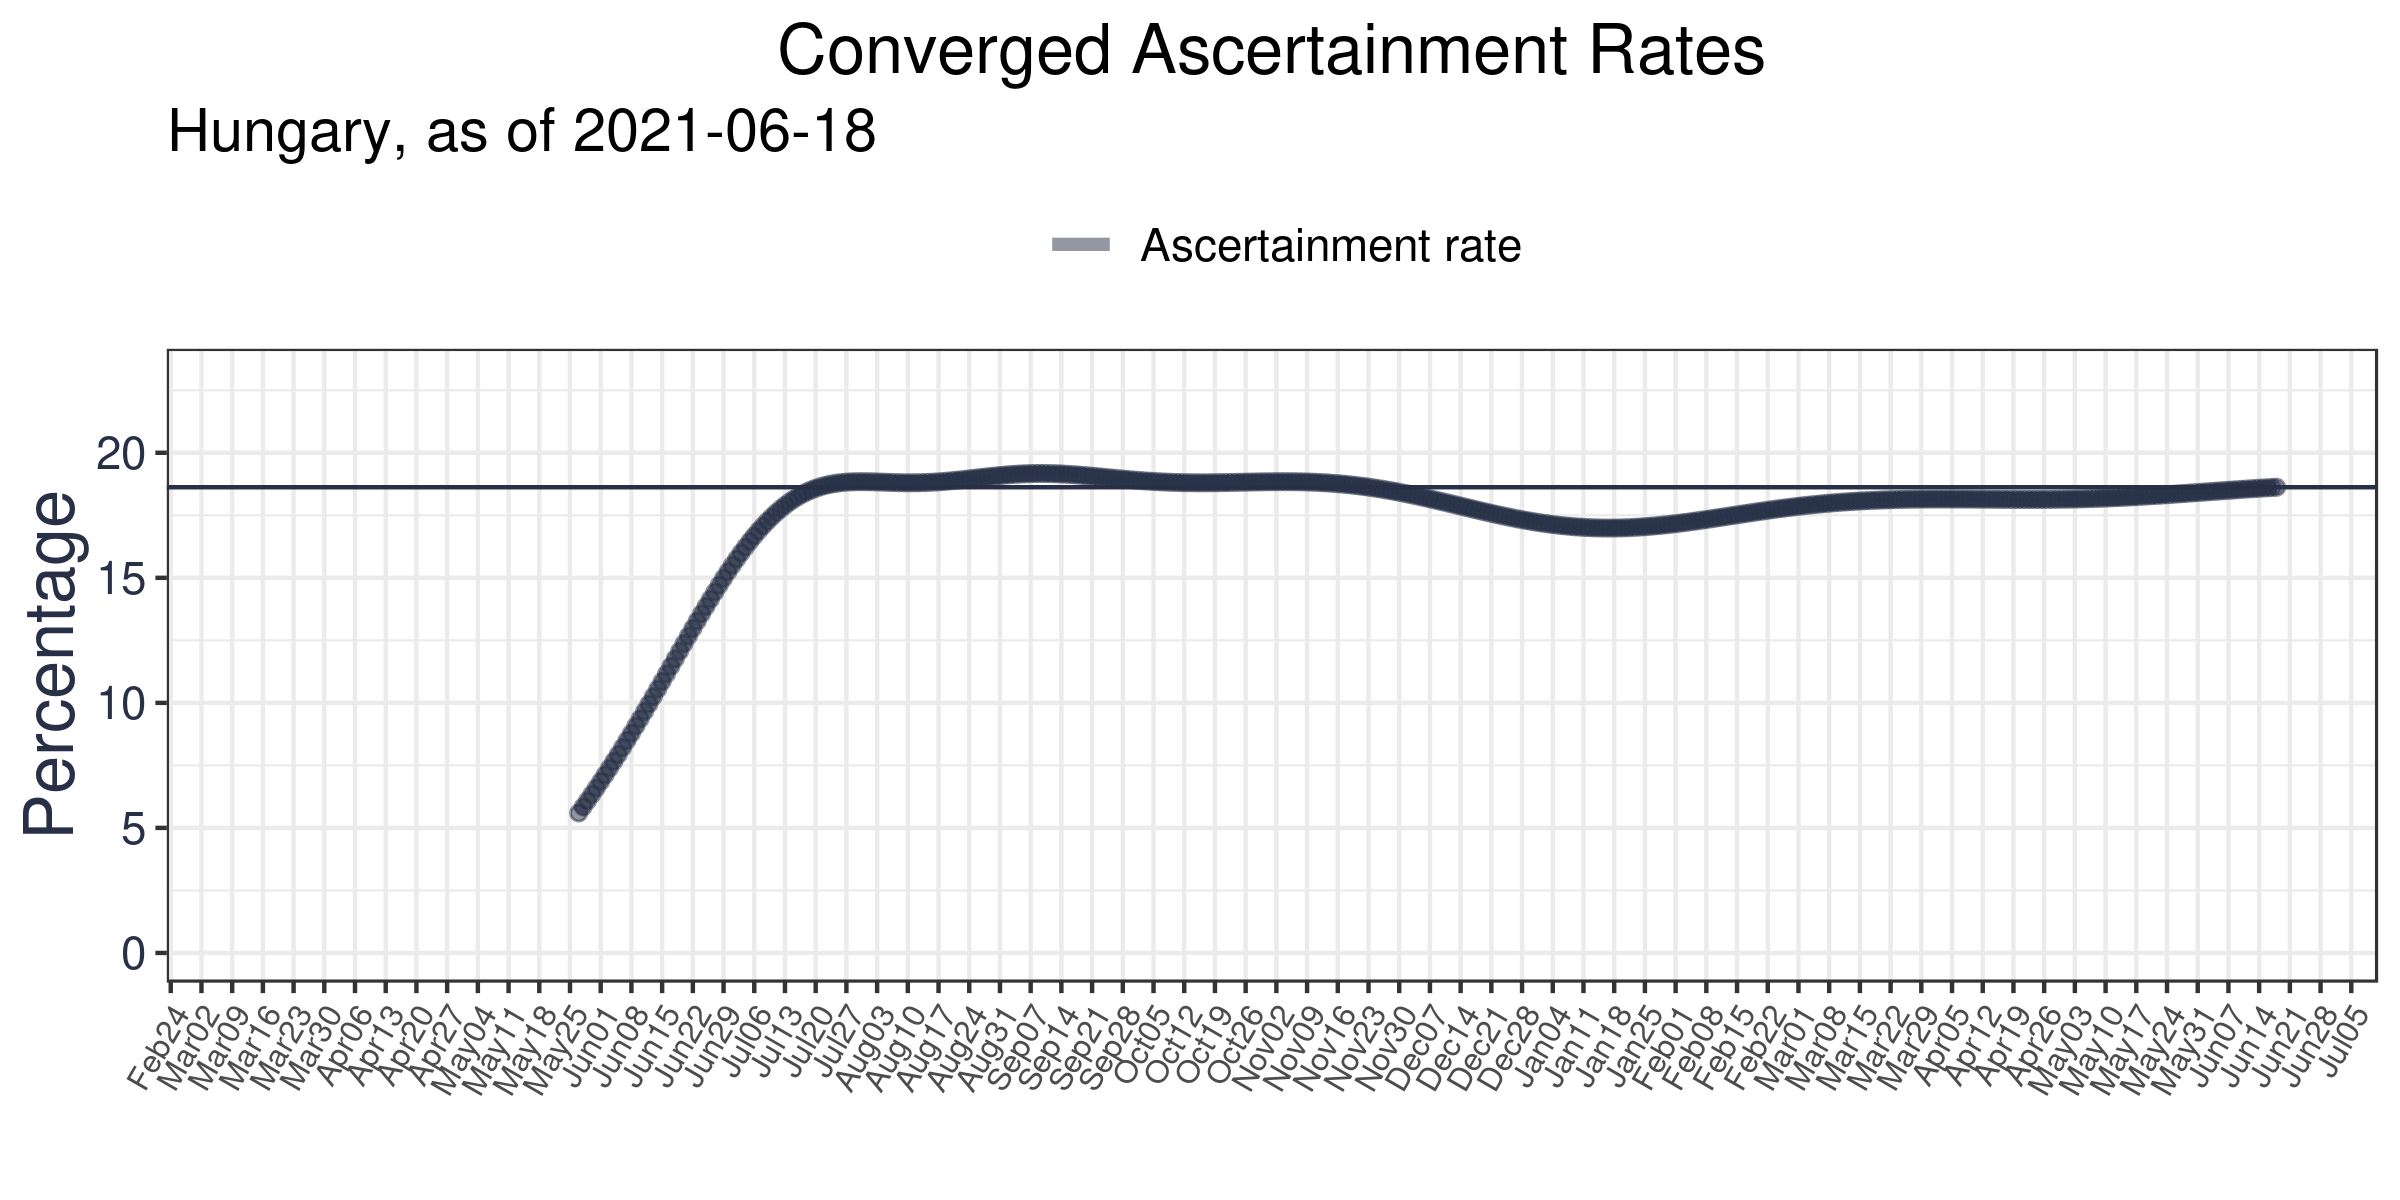 Converged Ascertainment Rates
Hungary, as of 2021-06-18
Ascertainment rate
Percentage
20
15
10
5
0
Feb24
Mar02
Mar09
Mar16
Mar23
Mar30
Apr06
Apr13
Apr20
Apr27
May04
May11
May18
May25
Jun01
Jun08
Jun15
Jun22
Jun29
Jul06
Jul13
Jul20
Jul27
Aug03
Aug10
Aug17
Aug24
Aug31
Sep07
Sep14
Sep21
Sep28
Oct05
Oct12
Oct19
Oct26
Nov02
Nov09
Nov16
Nov23
Nov30
Dec07
Dec14
Dec21
Dec28
Jan04
Jan11
Jan18
Jan25
Feb01
Feb08
Feb15
Feb22
Mar01
Mar08
Mar15
Mar22
Mar29
Apr05
Apr12
Apr19
Apr26
May03
May10
May17
May24
May31
Jun07
Jun14
Jun21
Jun28
Jul05